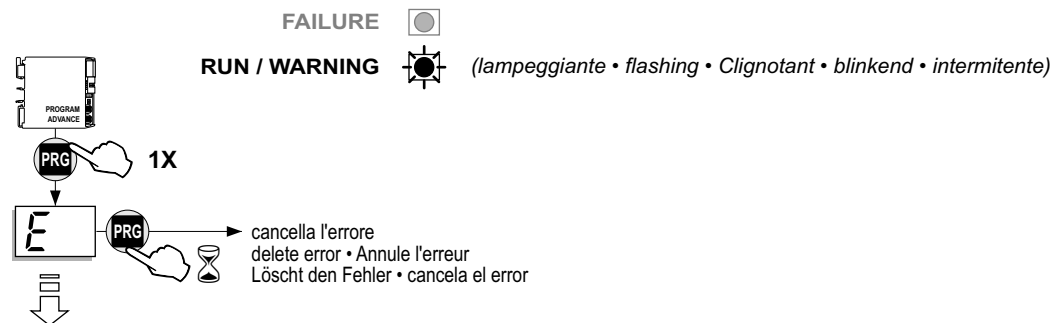 FAILURE
RUN / WARNING (lampeggiante • flashing • Clignotant • blinkend • intermitente)
PROGRAM
ADVANCE
PRG 1X
E PRG cancella l'errore
delete error • Annule l'erreur
Löscht den Fehler • cancela el error